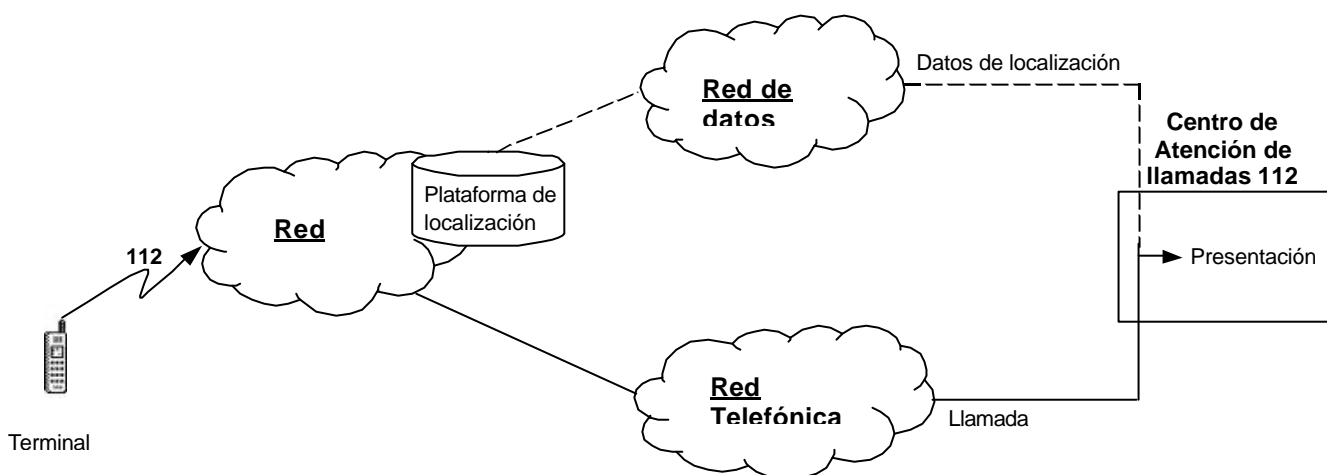 Datos de localización
Red de
datos
Centro de
Atención de
llamadas 112
Plataforma de
localización
Red
112
Presentación
Red
Telefónica
Llamada
Terminal